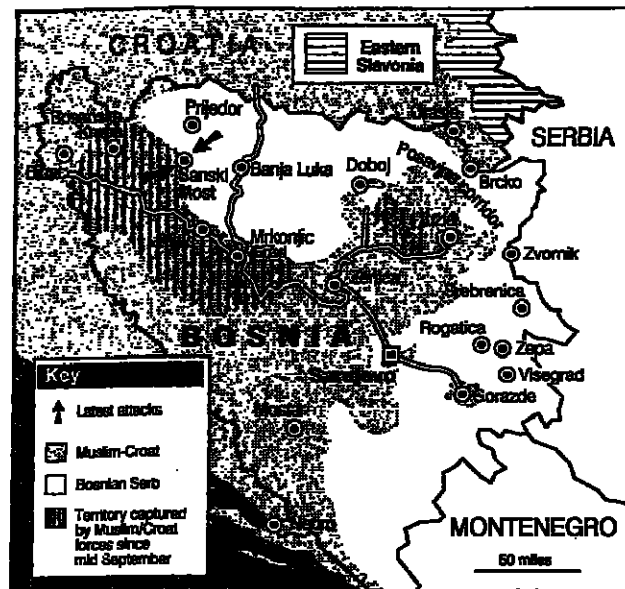 CROATIA
Eastern
Slavonia
SERBIA
Prijedor
Sanski
Most
Banja Luka
Doboj
Posavina corridor
Brcko
Mrkonjic
Zvornik
Srebrenica
BOSNIA
Rogatica
Zepa
Visegrad
Gorazde
Key
Latest attacks
Muslim-Croat
Bosnian Serb
Territory captured
by Muslim/Croat
forces since
mid September
MONTENEGRO
50 miles